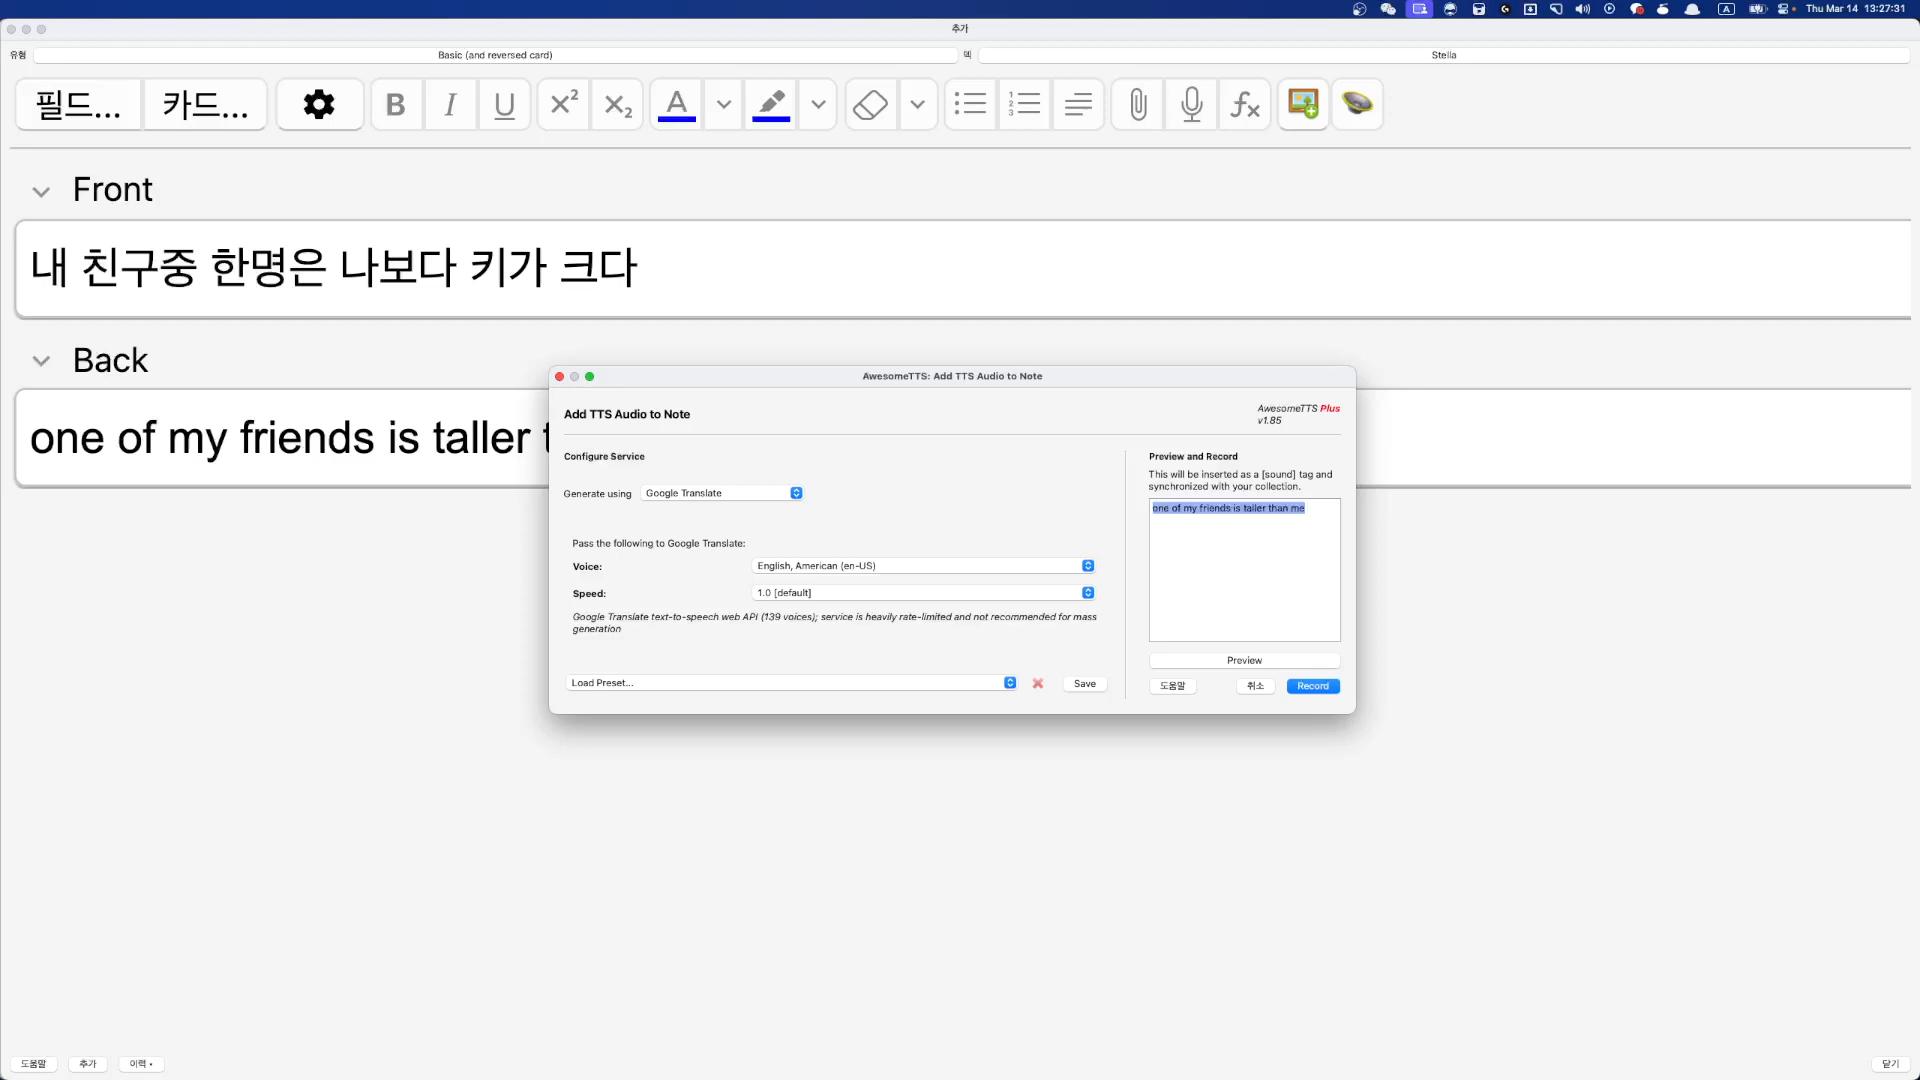 Thu Mar 14 13:27:31
추가
유형 Basic (and reversed card) 덱 Stella
필드... 카드...
Front
내 친구중 한명은 나보다 키가 크다
Back
one of my friends is taller
AwesomeTTS: Add TTS Audio to Note
Add TTS Audio to Note
AwesomeTTS Plus
v1.85
Configure Service
Generate using Google Translate
Pass the following to Google Translate:
Voice: English, American (en-US)
Speed: 1.0 [default]
Google Translate text-to-speech web API (139 voices); service is heavily rate-limited and not recommended for mass
generation
Load Preset...
Save
Preview and Record
This will be inserted as a [sound] tag and
synchronized with your collection.
one of my friends is taller than me
Preview
도움말 취소 Record
도움말 추가 이력 닫기